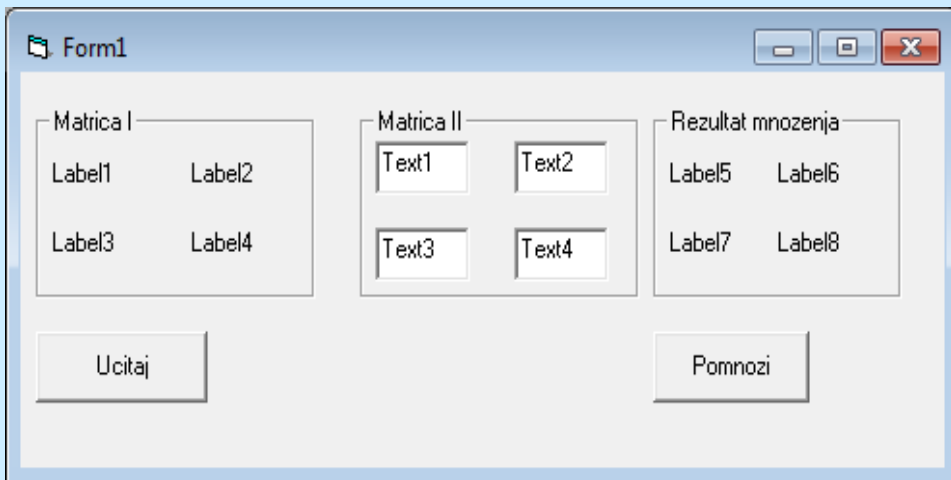 Form1
Matrica I Matrica II Rezultat mnozenja
Label1 Label2 Text1 Text2 Label5 Label6
Label3 Label4 Text3 Text4 Label7 Label8
Ucitaj Pomnozi